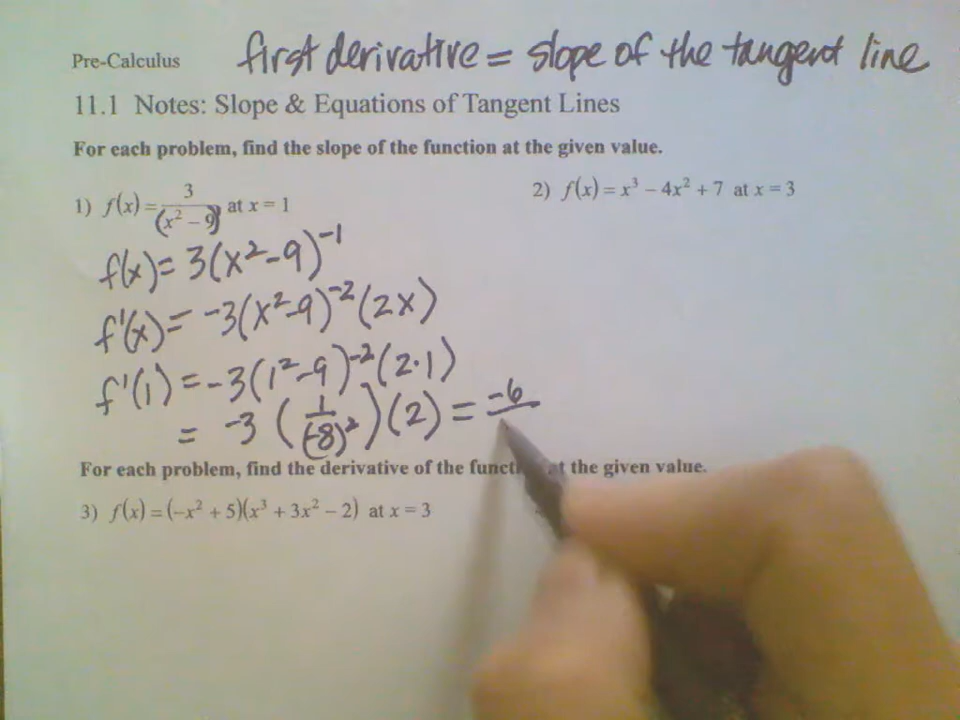 Pre-Calculus
first derivative = slope of the tangent line
11.1 Notes: Slope & Equations of Tangent Lines
For each problem, find the slope of the function at the given value.
1) f(x) = 3/(x² − 9) at x = 1
2) f(x) = x³ − 4x² + 7 at x = 3
f(x) = 3(x²-9)⁻¹
f'(x) = -3(x²-9)⁻²(2x)
f'(1) = -3(1²-9)⁻²(2·1)
= -3 (1/(-8)²)(2) = -6/
For each problem, find the derivative of the functi at the given value.
3) f(x) = (−x² + 5)(x³ + 3x² − 2) at x = 3